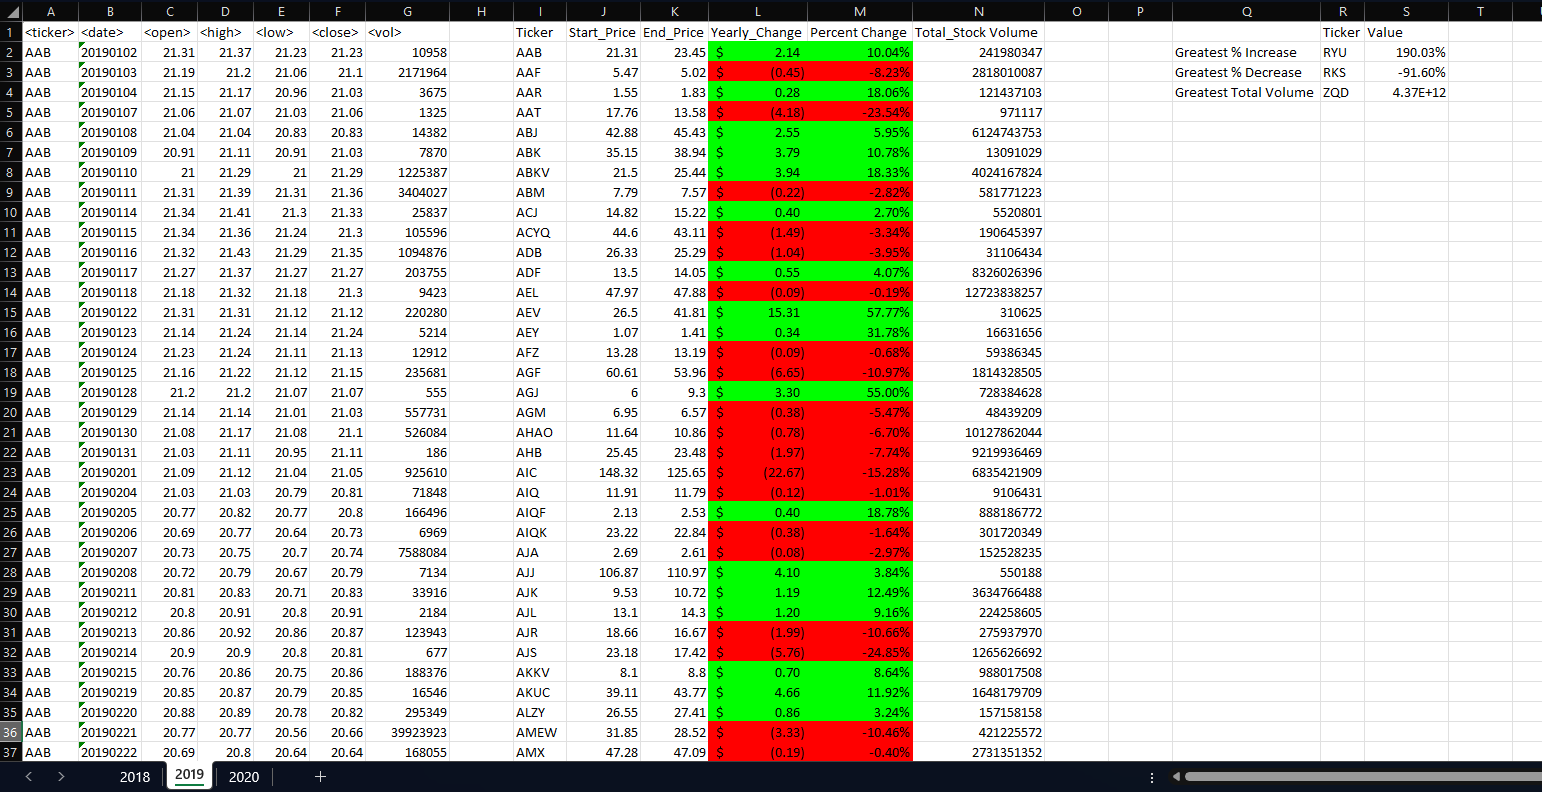 A B C D E F G H I J K L M N O P Q R S T
1 <ticker> <date> <open> <high> <low> <close> <vol> Ticker Start_Price End_Price Yearly_Change Percent Change Total_Stock Volume Ticker Value
2 AAB 20190102 21.31 21.37 21.23 21.23 10958 AAB 21.31 23.45 $ 2.14 10.04% 241980347 Greatest % Increase RYU 190.03%
3 AAB 20190103 21.19 21.2 21.06 21.1 2171964 AAF 5.47 5.02 $ (0.45) -8.23% 2818010087 Greatest % Decrease RKS -91.60%
4 AAB 20190104 21.15 21.17 20.96 21.03 3675 AAR 1.55 1.83 $ 0.28 18.06% 121437103 Greatest Total Volume ZQD 4.37E+12
5 AAB 20190107 21.06 21.07 21.03 21.06 1325 AAT 17.76 13.58 $ (4.18) -23.54% 971117
6 AAB 20190108 21.04 21.04 20.83 20.83 14382 ABJ 42.88 45.43 $ 2.55 5.95% 6124743753
7 AAB 20190109 20.91 21.11 20.91 21.03 7870 ABK 35.15 38.94 $ 3.79 10.78% 13091029
8 AAB 20190110 21 21.29 21 21.29 1225387 ABKV 21.5 25.44 $ 3.94 18.33% 4024167824
9 AAB 20190111 21.31 21.39 21.31 21.36 3404027 ABM 7.79 7.57 $ (0.22) -2.82% 581771223
10 AAB 20190114 21.34 21.41 21.3 21.33 25837 ACJ 14.82 15.22 $ 0.40 2.70% 5520801
11 AAB 20190115 21.34 21.36 21.24 21.3 105596 ACYQ 44.6 43.11 $ (1.49) -3.34% 190645397
12 AAB 20190116 21.32 21.43 21.29 21.35 1094876 ADB 26.33 25.29 $ (1.04) -3.95% 31106434
13 AAB 20190117 21.27 21.37 21.27 21.27 203755 ADF 13.5 14.05 $ 0.55 4.07% 8326026396
14 AAB 20190118 21.18 21.32 21.18 21.3 9423 AEL 47.97 47.88 $ (0.09) -0.19% 12723838257
15 AAB 20190122 21.31 21.31 21.12 21.12 220280 AEV 26.5 41.81 $ 15.31 57.77% 310625
16 AAB 20190123 21.14 21.24 21.14 21.24 5214 AEY 1.07 1.41 $ 0.34 31.78% 16631656
17 AAB 20190124 21.23 21.24 21.11 21.13 12912 AFZ 13.28 13.19 $ (0.09) -0.68% 59386345
18 AAB 20190125 21.16 21.22 21.12 21.15 235681 AGF 60.61 53.96 $ (6.65) -10.97% 1814328505
19 AAB 20190128 21.2 21.2 21.07 21.07 555 AGJ 6 9.3 $ 3.30 55.00% 728384628
20 AAB 20190129 21.14 21.14 21.01 21.03 557731 AGM 6.95 6.57 $ (0.38) -5.47% 48439209
21 AAB 20190130 21.08 21.17 21.08 21.1 526084 AHAO 11.64 10.86 $ (0.78) -6.70% 10127862044
22 AAB 20190131 21.03 21.11 20.95 21.11 186 AHB 25.45 23.48 $ (1.97) -7.74% 9219936469
23 AAB 20190201 21.09 21.12 21.04 21.05 925610 AIC 148.32 125.65 $ (22.67) -15.28% 6835421909
24 AAB 20190204 21.03 21.03 20.79 20.81 71848 AIQ 11.91 11.79 $ (0.12) -1.01% 9106431
25 AAB 20190205 20.77 20.82 20.77 20.8 166496 AIQF 2.13 2.53 $ 0.40 18.78% 888186772
26 AAB 20190206 20.69 20.77 20.64 20.73 6969 AIQK 23.22 22.84 $ (0.38) -1.64% 301720349
27 AAB 20190207 20.73 20.75 20.7 20.74 7588084 AJA 2.69 2.61 $ (0.08) -2.97% 152528235
28 AAB 20190208 20.72 20.79 20.67 20.79 7134 AJJ 106.87 110.97 $ 4.10 3.84% 550188
29 AAB 20190211 20.81 20.83 20.71 20.83 33916 AJK 9.53 10.72 $ 1.19 12.49% 3634766488
30 AAB 20190212 20.8 20.91 20.8 20.91 2184 AJL 13.1 14.3 $ 1.20 9.16% 224258605
31 AAB 20190213 20.86 20.92 20.86 20.87 123943 AJR 18.66 16.67 $ (1.99) -10.66% 275937970
32 AAB 20190214 20.9 20.9 20.8 20.81 677 AJS 23.18 17.42 $ (5.76) -24.85% 1265626692
33 AAB 20190215 20.76 20.86 20.75 20.86 188376 AKKV 8.1 8.8 $ 0.70 8.64% 988017508
34 AAB 20190219 20.85 20.87 20.79 20.85 16546 AKUC 39.11 43.77 $ 4.66 11.92% 1648179709
35 AAB 20190220 20.88 20.89 20.78 20.82 295349 ALZY 26.55 27.41 $ 0.86 3.24% 157158158
36 AAB 20190221 20.77 20.77 20.56 20.66 39923923 AMEW 31.85 28.52 $ (3.33) -10.46% 421225572
37 AAB 20190222 20.69 20.8 20.64 20.64 168055 AMX 47.28 47.09 $ (0.19) -0.40% 2731351352
2018 2019 2020